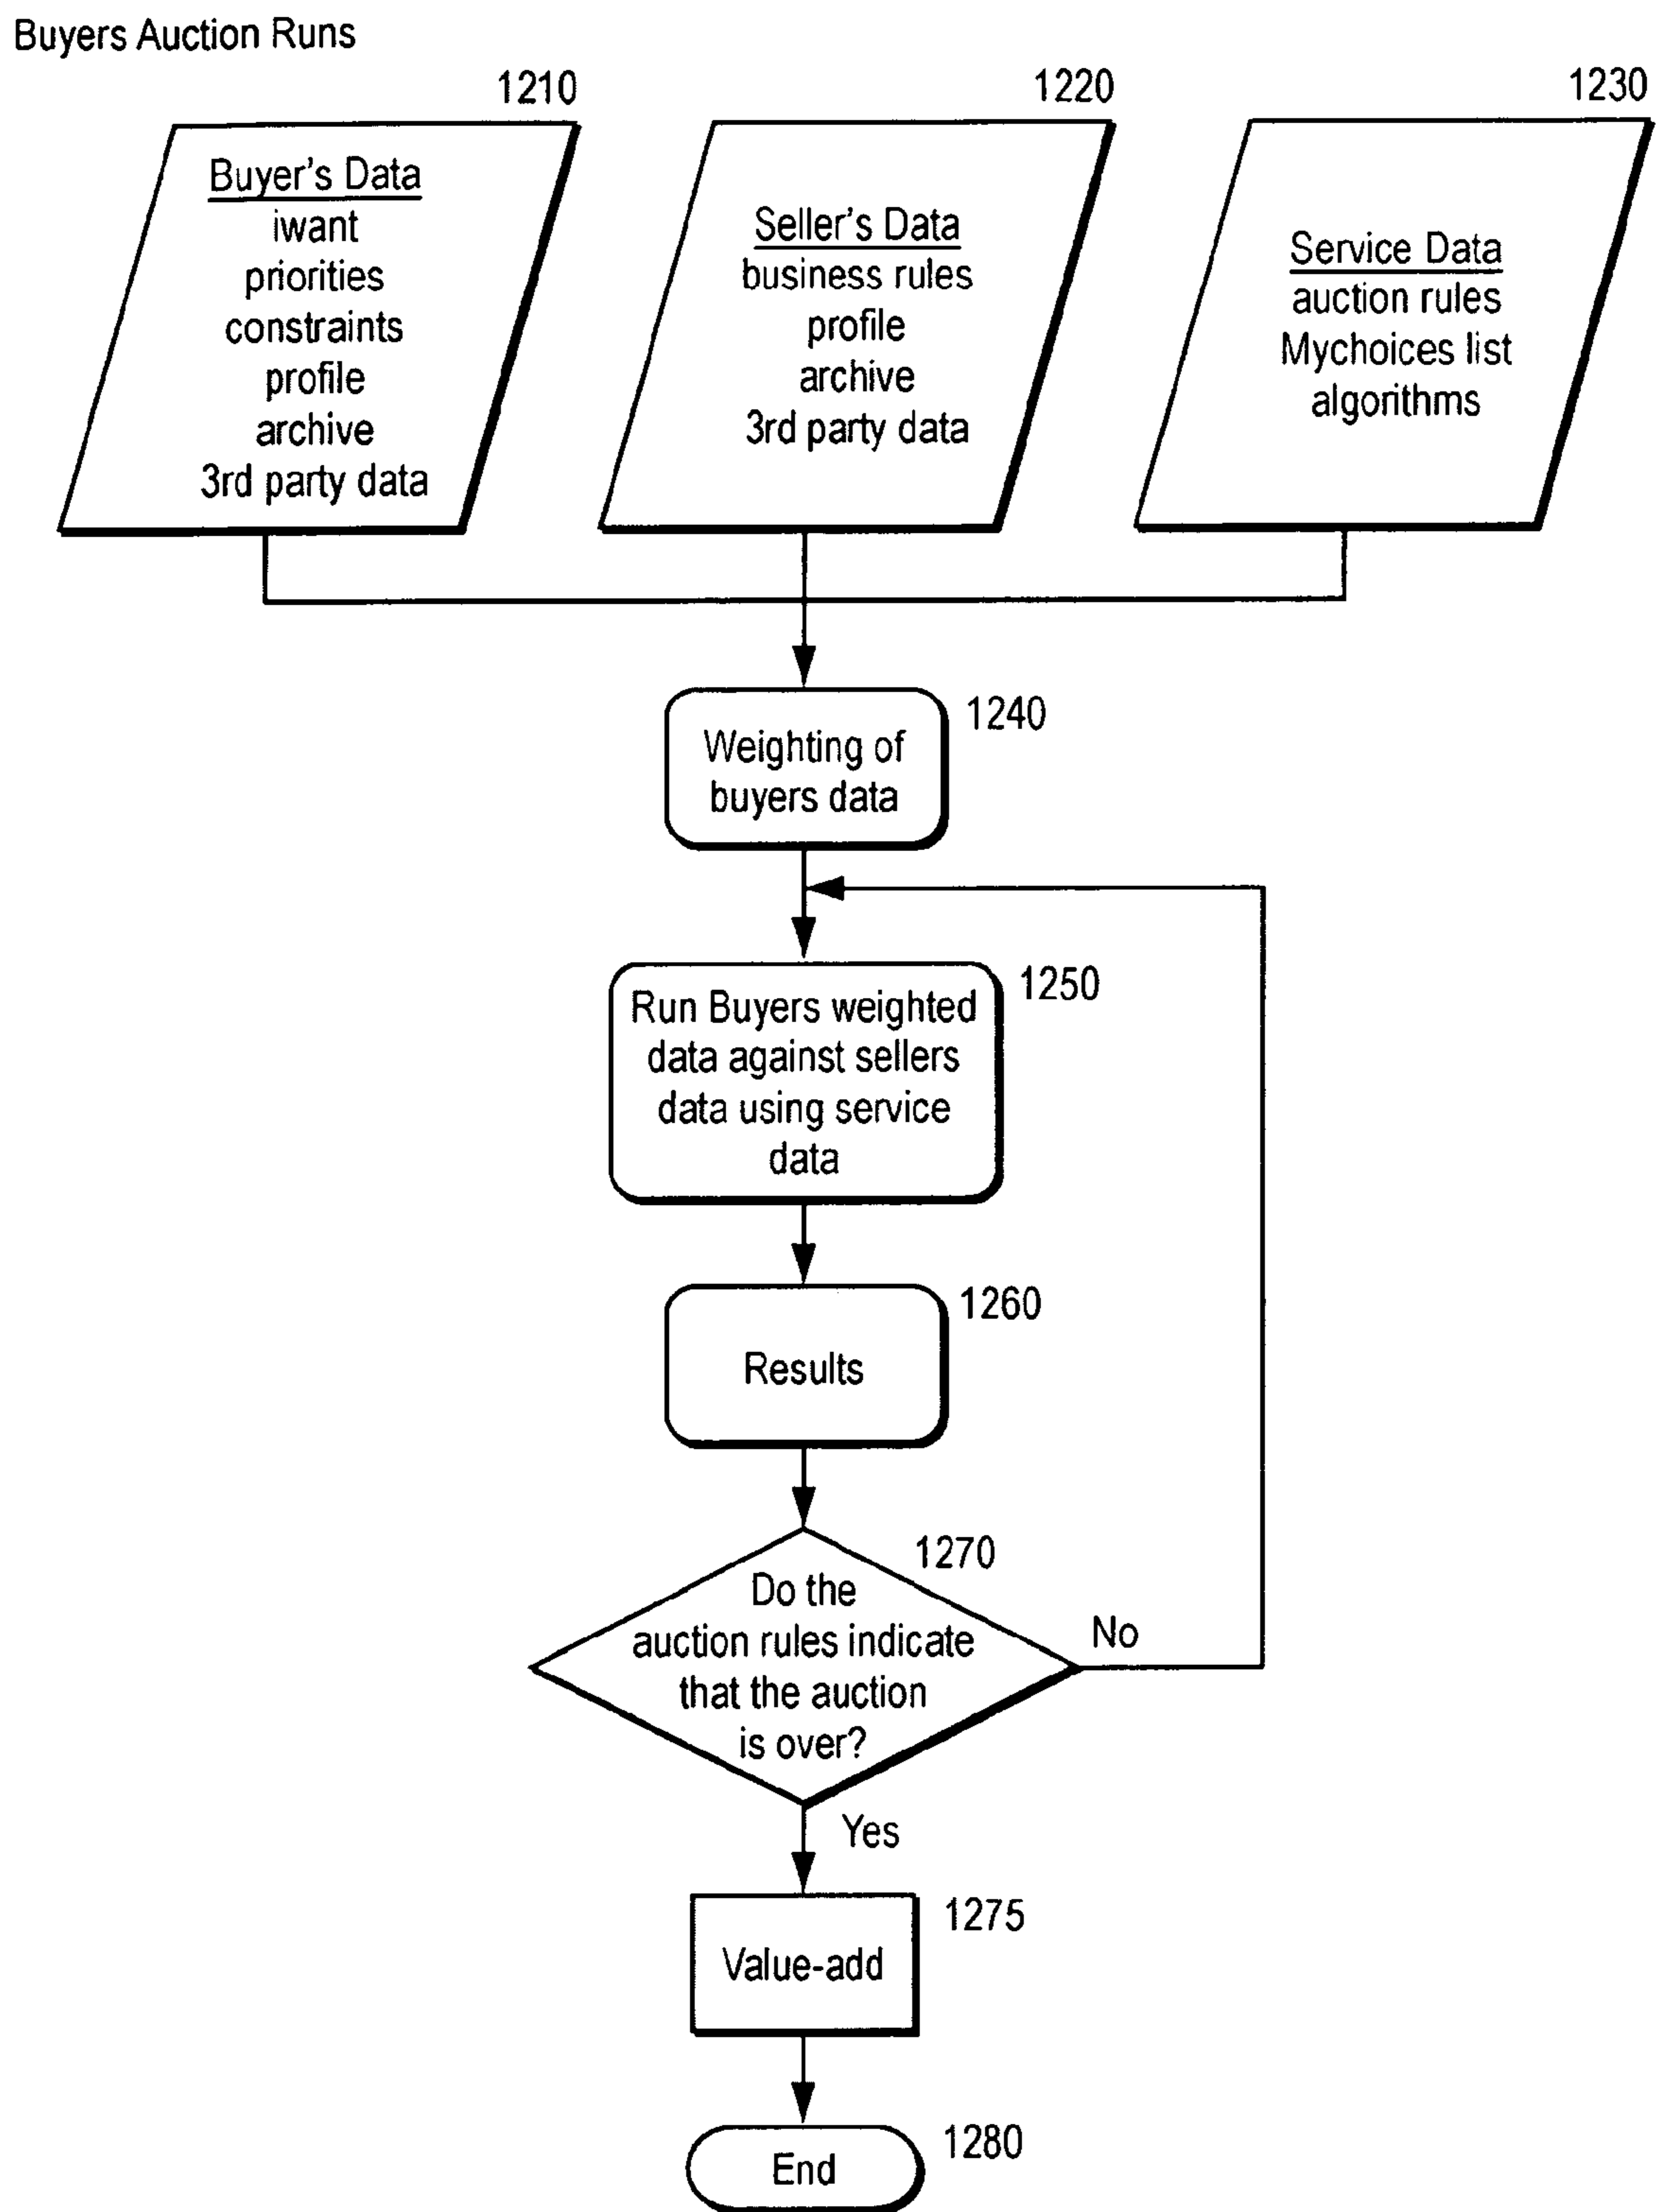 Buyers Auction Runs
1210
1220
1230
Buyer's Data
iwant
priorities
constraints
profile
archive
3rd party data
Seller's Data
business rules
profile
archive
3rd party data
Service Data
auction rules
Mychoices list
algorithms
1240
Weighting of
buyers data
1250
Run Buyers weighted
data against sellers
data using service
data
1260
Results
1270
Do the
auction rules indicate
that the auction
is over?
No
Yes
1275
Value-add
1280
End